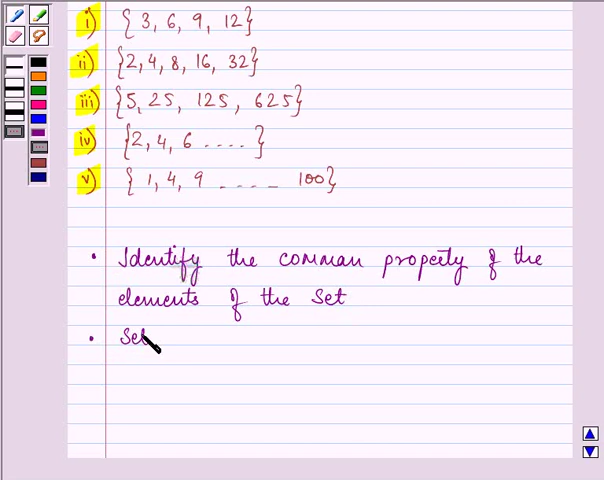 i) { 3, 6, 9, 12}
ii) {2, 4, 8, 16, 32}
iii) {5, 25, 125, 625}
iv) {2, 4, 6 .... }
v) { 1, 4, 9 .... 100}
• Identify the common property of the
elements of the set
• Set